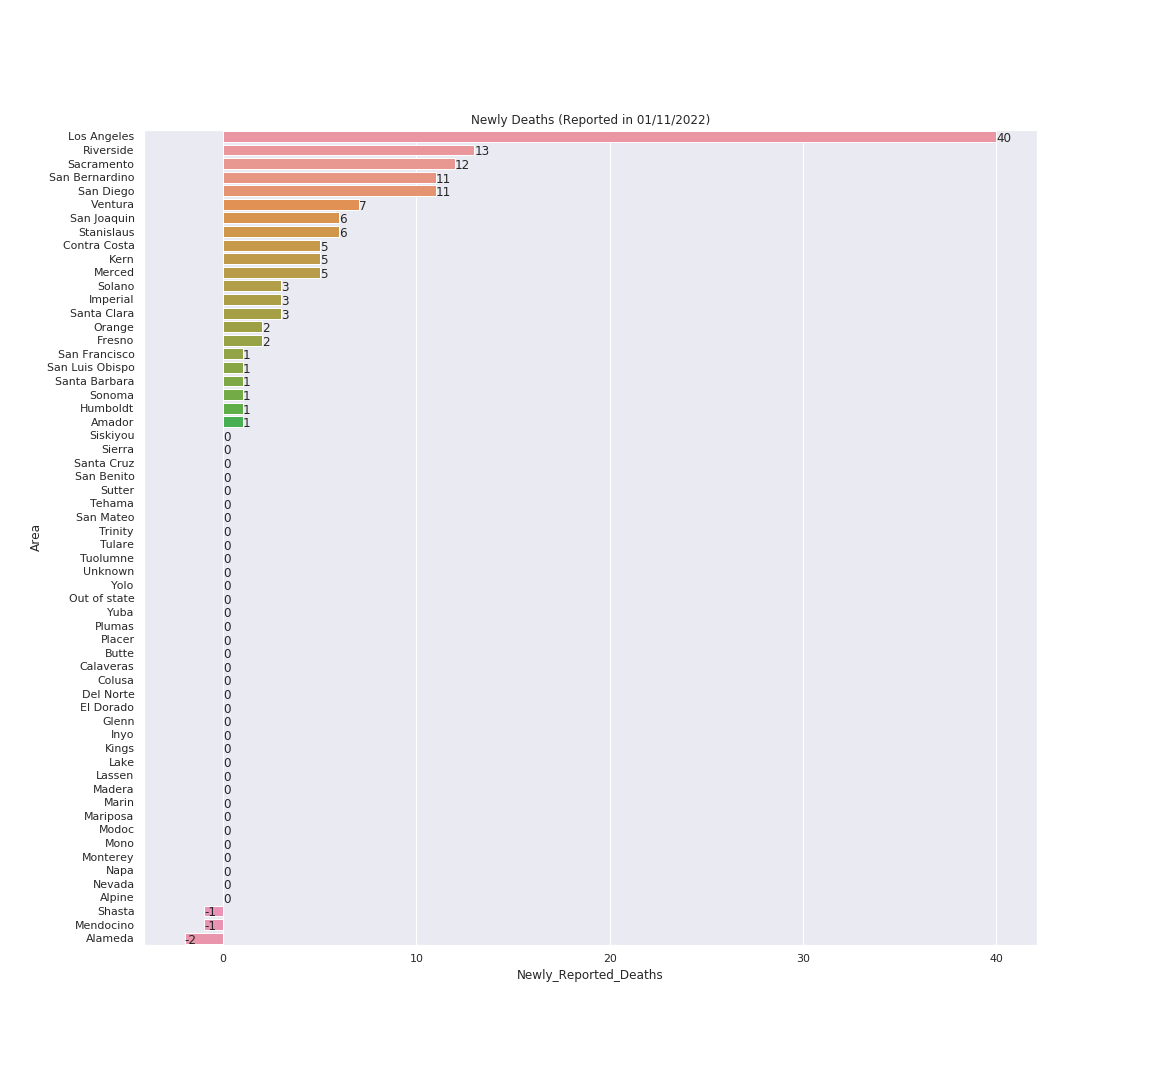 Newly Deaths (Reported in 01/11/2022)
Los Angeles 40
Riverside 13
Sacramento 12
San Bernardino 11
San Diego 11
Ventura 7
San Joaquin 6
Stanislaus 6
Contra Costa 5
Kern 5
Merced 5
Solano 3
Imperial 3
Santa Clara 3
Orange 2
Fresno 2
San Francisco 1
San Luis Obispo 1
Santa Barbara 1
Sonoma 1
Humboldt 1
Amador 1
Siskiyou 0
Sierra 0
Santa Cruz 0
San Benito 0
Sutter 0
Tehama 0
San Mateo 0
Trinity 0
Tulare 0
Tuolumne 0
Unknown 0
Yolo 0
Out of state 0
Yuba 0
Plumas 0
Placer 0
Butte 0
Calaveras 0
Colusa 0
Del Norte 0
El Dorado 0
Glenn 0
Inyo 0
Kings 0
Lake 0
Lassen 0
Madera 0
Marin 0
Mariposa 0
Modoc 0
Mono 0
Monterey 0
Napa 0
Nevada 0
Alpine 0
Shasta -1
Mendocino -1
Alameda -2
Area
0 10 20 30 40
Newly_Reported_Deaths